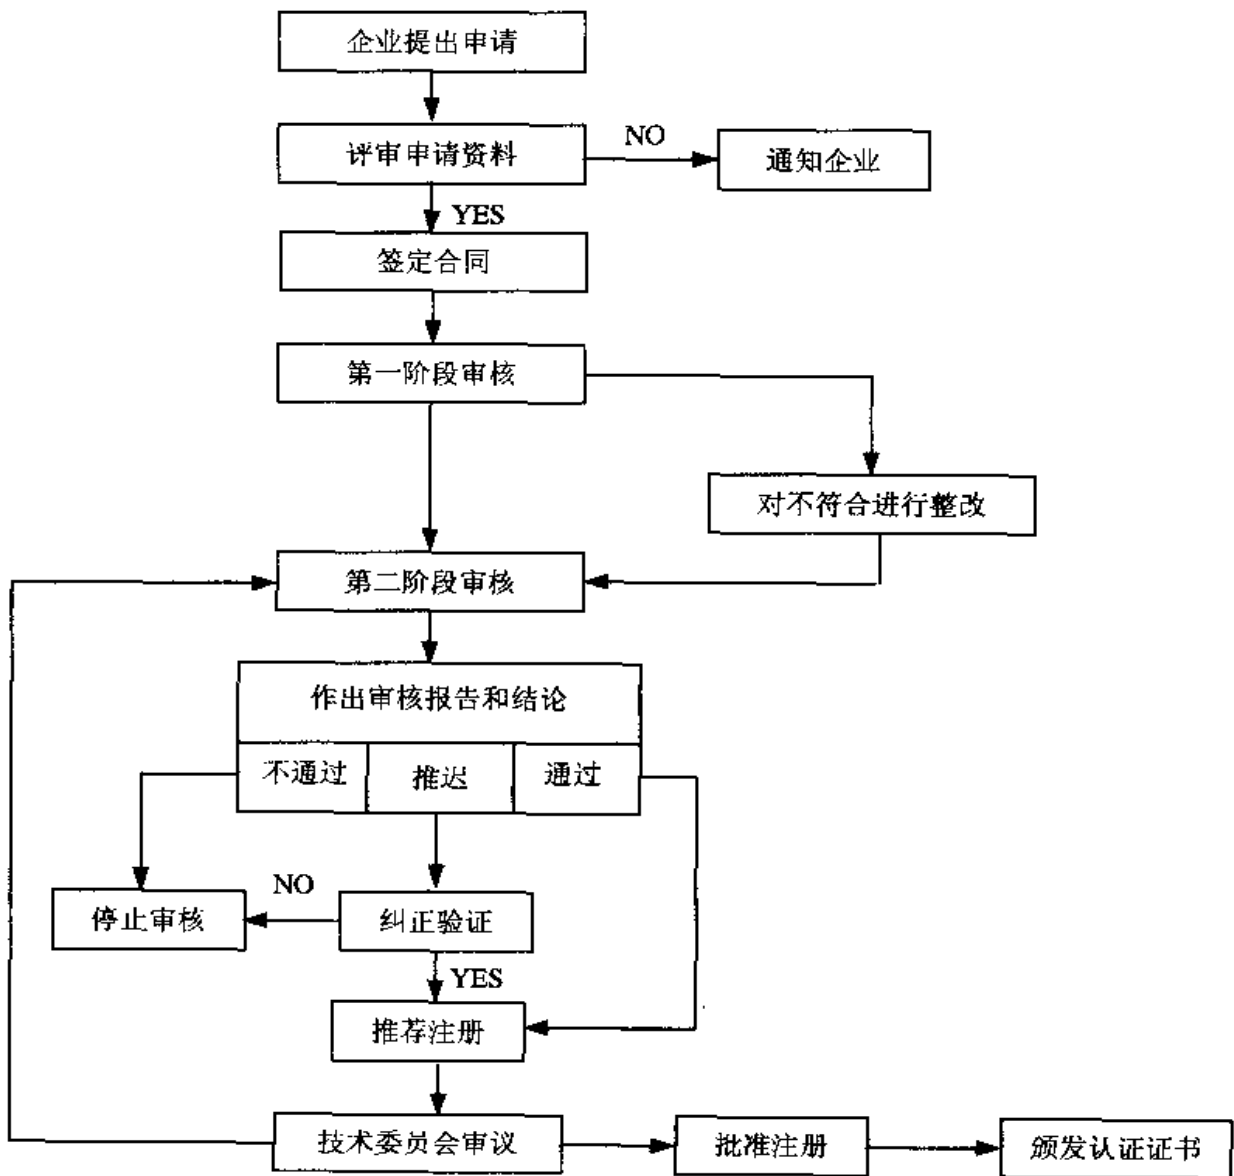 企业提出申请
评审申请资料
NO
通知企业
YES
签定合同
第一阶段审核
对不符合进行整改
第二阶段审核
作出审核报告和结论
不通过
推迟
通过
停止审核
NO
纠正验证
YES
推荐注册
技术委员会审议
批准注册
颁发认证证书